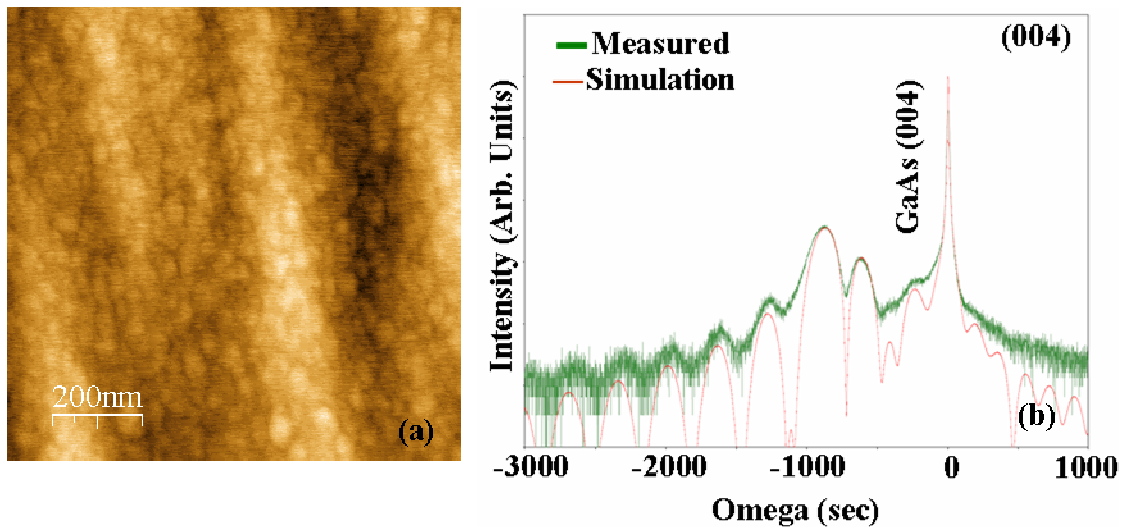 200nm
(a)
Measured
Simulation
(004)
GaAs (004)
Intensity (Arb. Units)
(b)
-3000
-2000
-1000
0
1000
Omega (sec)